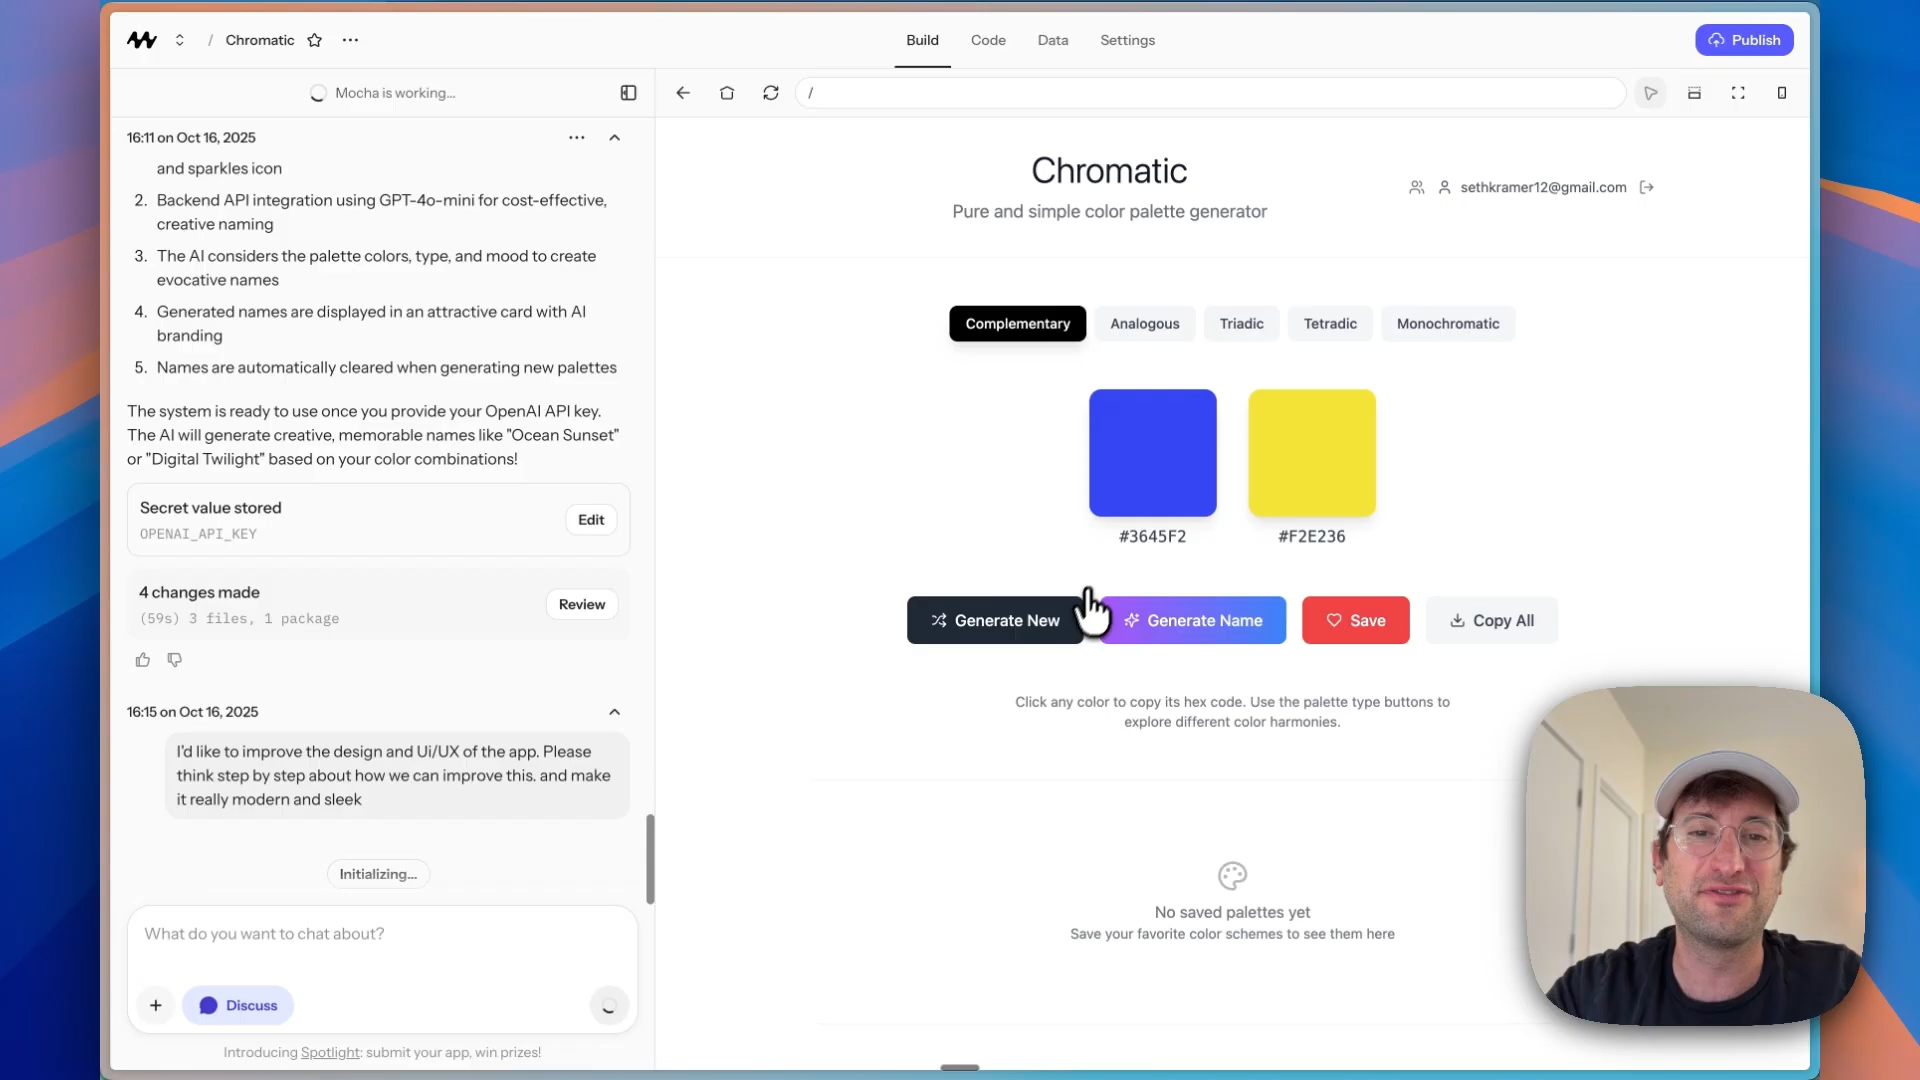 / Chromatic
Build Code Data Settings
Publish
Mocha is working...
/
16:11 on Oct 16, 2025
and sparkles icon
2. Backend API integration using GPT-4o-mini for cost-effective,
creative naming
3. The AI considers the palette colors, type, and mood to create
evocative names
4. Generated names are displayed in an attractive card with AI
branding
5. Names are automatically cleared when generating new palettes
The system is ready to use once you provide your OpenAI API key.
The AI will generate creative, memorable names like "Ocean Sunset"
or "Digital Twilight" based on your color combinations!
Secret value stored
OPENAI_API_KEY
Edit
4 changes made
(59s) 3 files, 1 package
Review
16:15 on Oct 16, 2025
I'd like to improve the design and Ui/UX of the app. Please
think step by step about how we can improve this. and make
it really modern and sleek
Initializing...
What do you want to chat about?
Discuss
Introducing Spotlight: submit your app, win prizes!
Chromatic
Pure and simple color palette generator
sethkramer12@gmail.com
Complementary Analogous Triadic Tetradic Monochromatic
#3645F2 #F2E236
Generate New Generate Name Save Copy All
Click any color to copy its hex code. Use the palette type buttons to
explore different color harmonies.
No saved palettes yet
Save your favorite color schemes to see them here